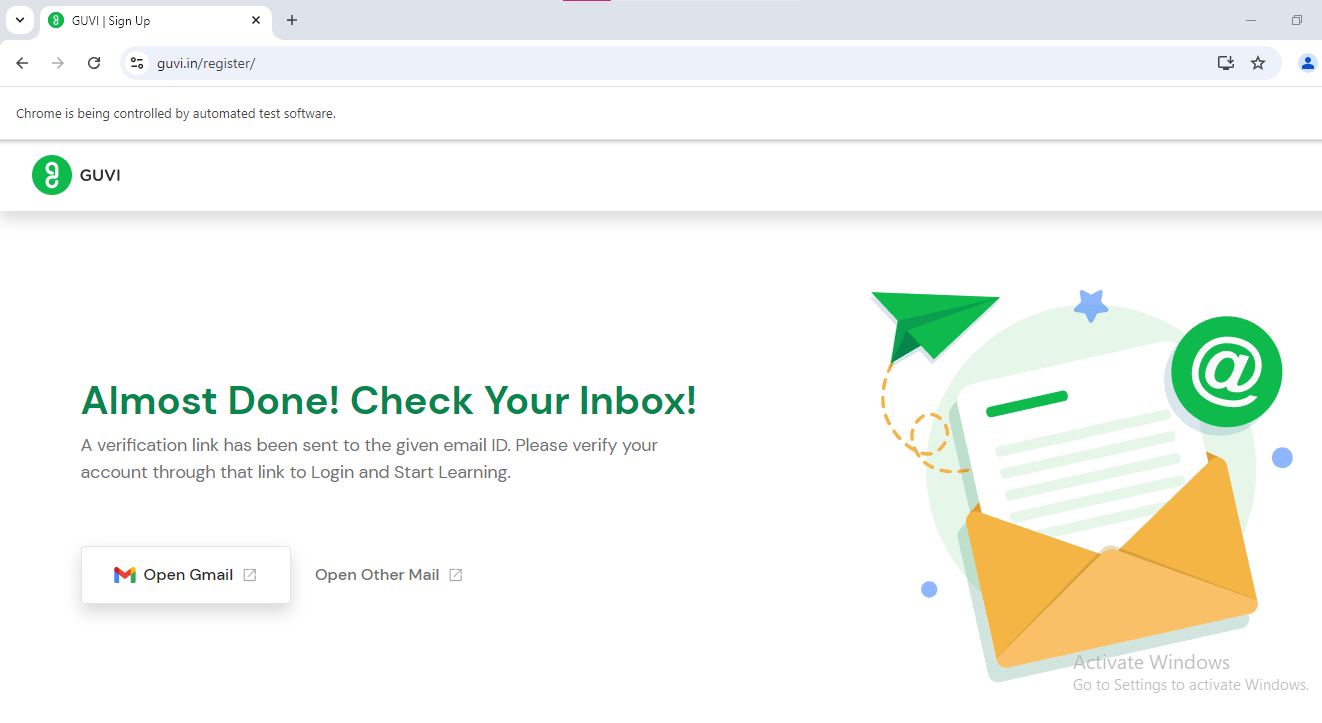 GUVI | Sign Up
guvi.in/register/
Chrome is being controlled by automated test software.
GUVI
@
Almost Done! Check Your Inbox!
A verification link has been sent to the given email ID. Please verify your
account through that link to Login and Start Learning.
Open Gmail
Open Other Mail
Activate Windows
Go to Settings to activate Windows.